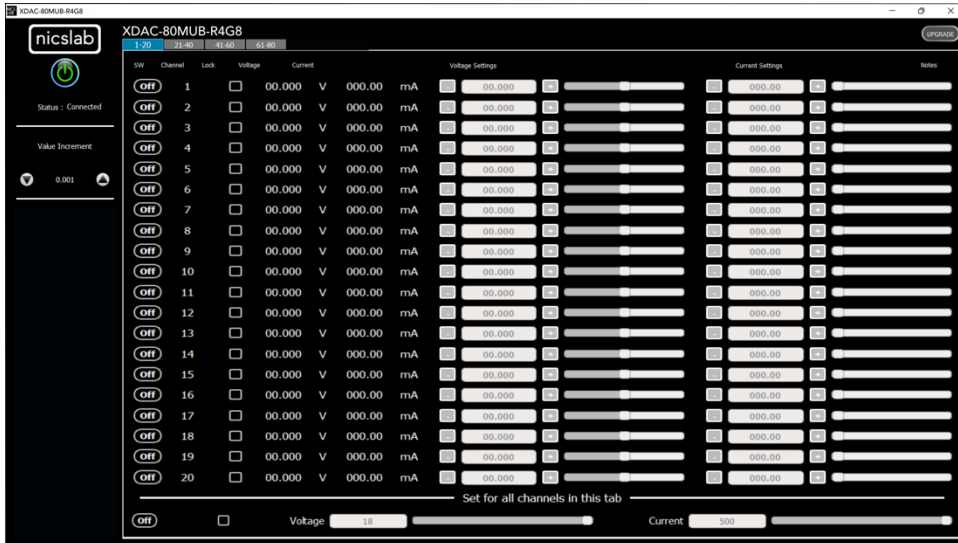 XDAC-80MUB-R4G8
nicslab
XDAC-80MUB-R4G8
UPGRADE
1-20 21-40 41-60 61-80
SW Channel Lock Voltage Current Voltage Settings Current Settings Notes
Status : Connected
Value Increment
0.001
Off 1 00.000 V 000.00 mA - 00.000 + - 000.00 +
Off 2 00.000 V 000.00 mA - 00.000 + - 000.00 +
Off 3 00.000 V 000.00 mA - 00.000 + - 000.00 +
Off 4 00.000 V 000.00 mA - 00.000 + - 000.00 +
Off 5 00.000 V 000.00 mA - 00.000 + - 000.00 +
Off 6 00.000 V 000.00 mA - 00.000 + - 000.00 +
Off 7 00.000 V 000.00 mA - 00.000 + - 000.00 +
Off 8 00.000 V 000.00 mA - 00.000 + - 000.00 +
Off 9 00.000 V 000.00 mA - 00.000 + - 000.00 +
Off 10 00.000 V 000.00 mA - 00.000 + - 000.00 +
Off 11 00.000 V 000.00 mA - 00.000 + - 000.00 +
Off 12 00.000 V 000.00 mA - 00.000 + - 000.00 +
Off 13 00.000 V 000.00 mA - 00.000 + - 000.00 +
Off 14 00.000 V 000.00 mA - 00.000 + - 000.00 +
Off 15 00.000 V 000.00 mA - 00.000 + - 000.00 +
Off 16 00.000 V 000.00 mA - 00.000 + - 000.00 +
Off 17 00.000 V 000.00 mA - 00.000 + - 000.00 +
Off 18 00.000 V 000.00 mA - 00.000 + - 000.00 +
Off 19 00.000 V 000.00 mA - 00.000 + - 000.00 +
Off 20 00.000 V 000.00 mA - 00.000 + - 000.00 +
Set for all channels in this tab
Off Voltage 18 Current 500